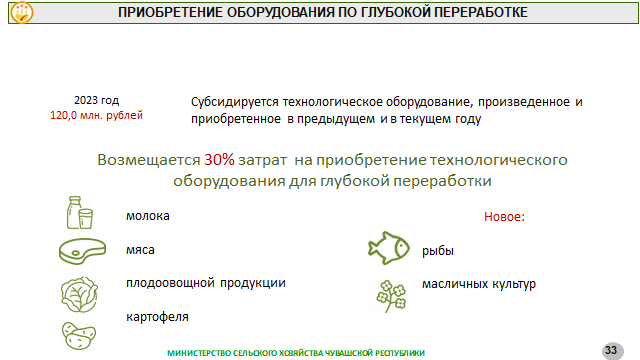 ПРИОБРЕТЕНИЕ ОБОРУДОВАНИЯ ПО ГЛУБОКОЙ ПЕРЕРАБОТКЕ
2023 год
120,0 млн. рублей
Субсидируется технологическое оборудование, произведенное и
приобретенное в предыдущем и в текущем году
Возмещается 30% затрат на приобретение технологического
оборудования для глубокой переработки
молока
мяса
плодоовощной продукции
картофеля
Новое:
рыбы
масличных культур
МИНИСТЕРСТВО СЕЛЬСКОГО ХОЗЯЙСТВА ЧУВАШСКОЙ РЕСПУБЛИКИ
33